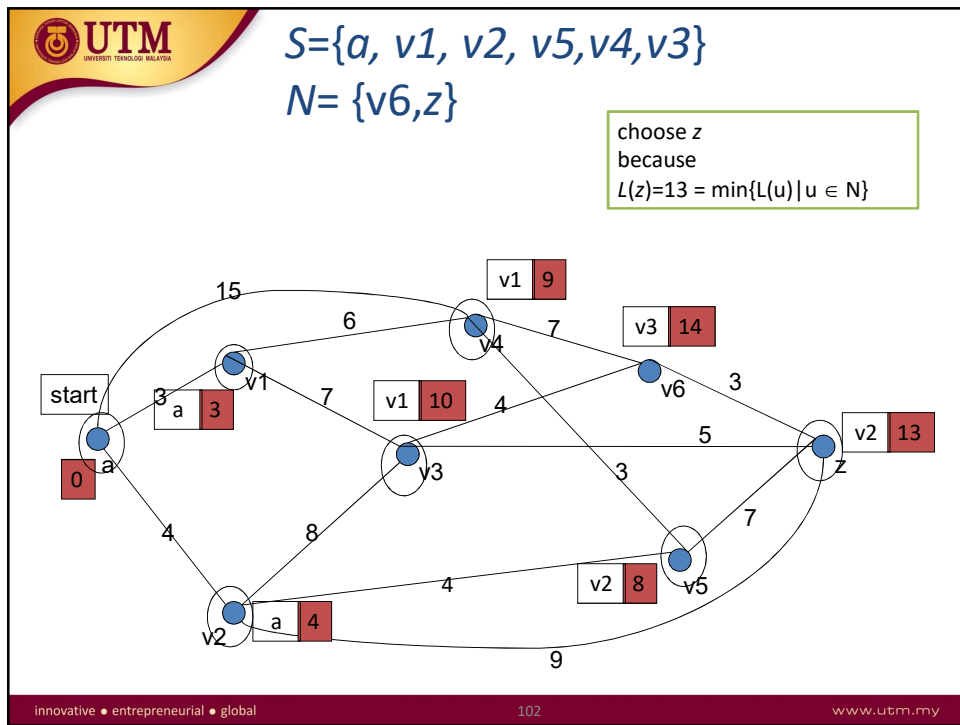 UTM
UNIVERSITI TEKNOLOGI MALAYSIA
S={a, v1, v2, v5,v4,v3}
N= {v6,z}
choose z
because
L(z)=13 = min{L(u)|u ∈ N}
15
v1 9
6
7
v3 14
v4
start
3
v1
a 3
7
v1 10
4
v6
3
5
v2 13
a
0
v3
3
z
4
8
7
4
v2 8
v5
v2
a 4
9
innovative • entrepreneurial • global
102
www.utm.my